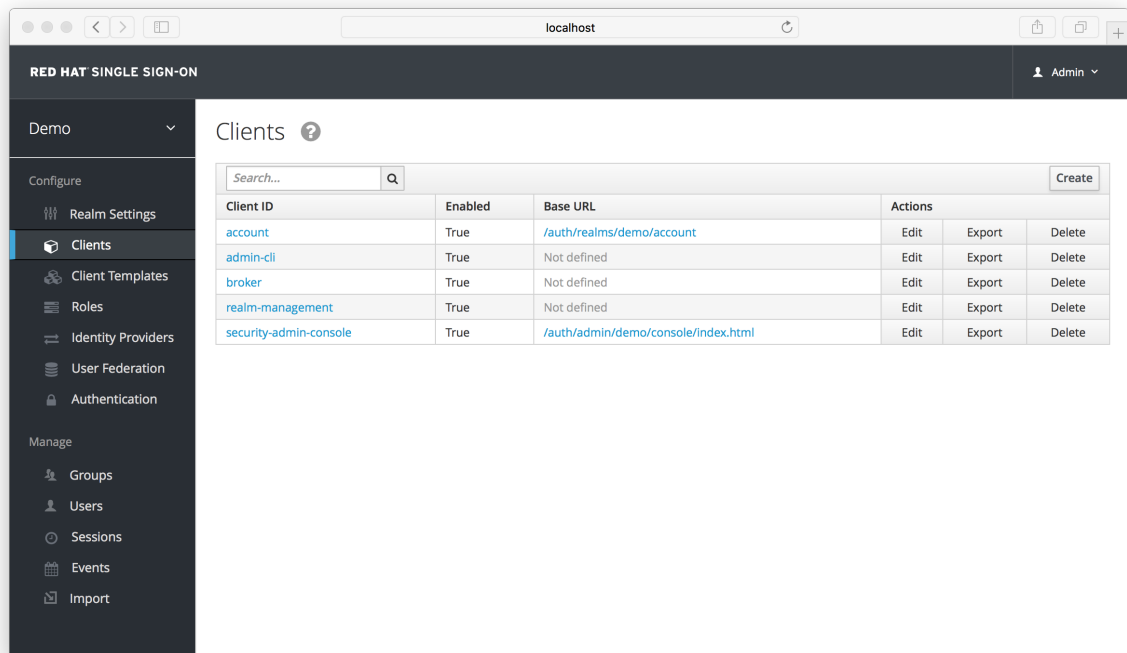 localhost
RED HAT SINGLE SIGN-ON
Admin
Demo
Configure
Realm Settings
Clients
Client Templates
Roles
Identity Providers
User Federation
Authentication
Manage
Groups
Users
Sessions
Events
Import
Clients ?
Search...
Create
Client ID Enabled Base URL Actions
account True /auth/realms/demo/account Edit Export Delete
admin-cli True Not defined Edit Export Delete
broker True Not defined Edit Export Delete
realm-management True Not defined Edit Export Delete
security-admin-console True /auth/admin/demo/console/index.html Edit Export Delete